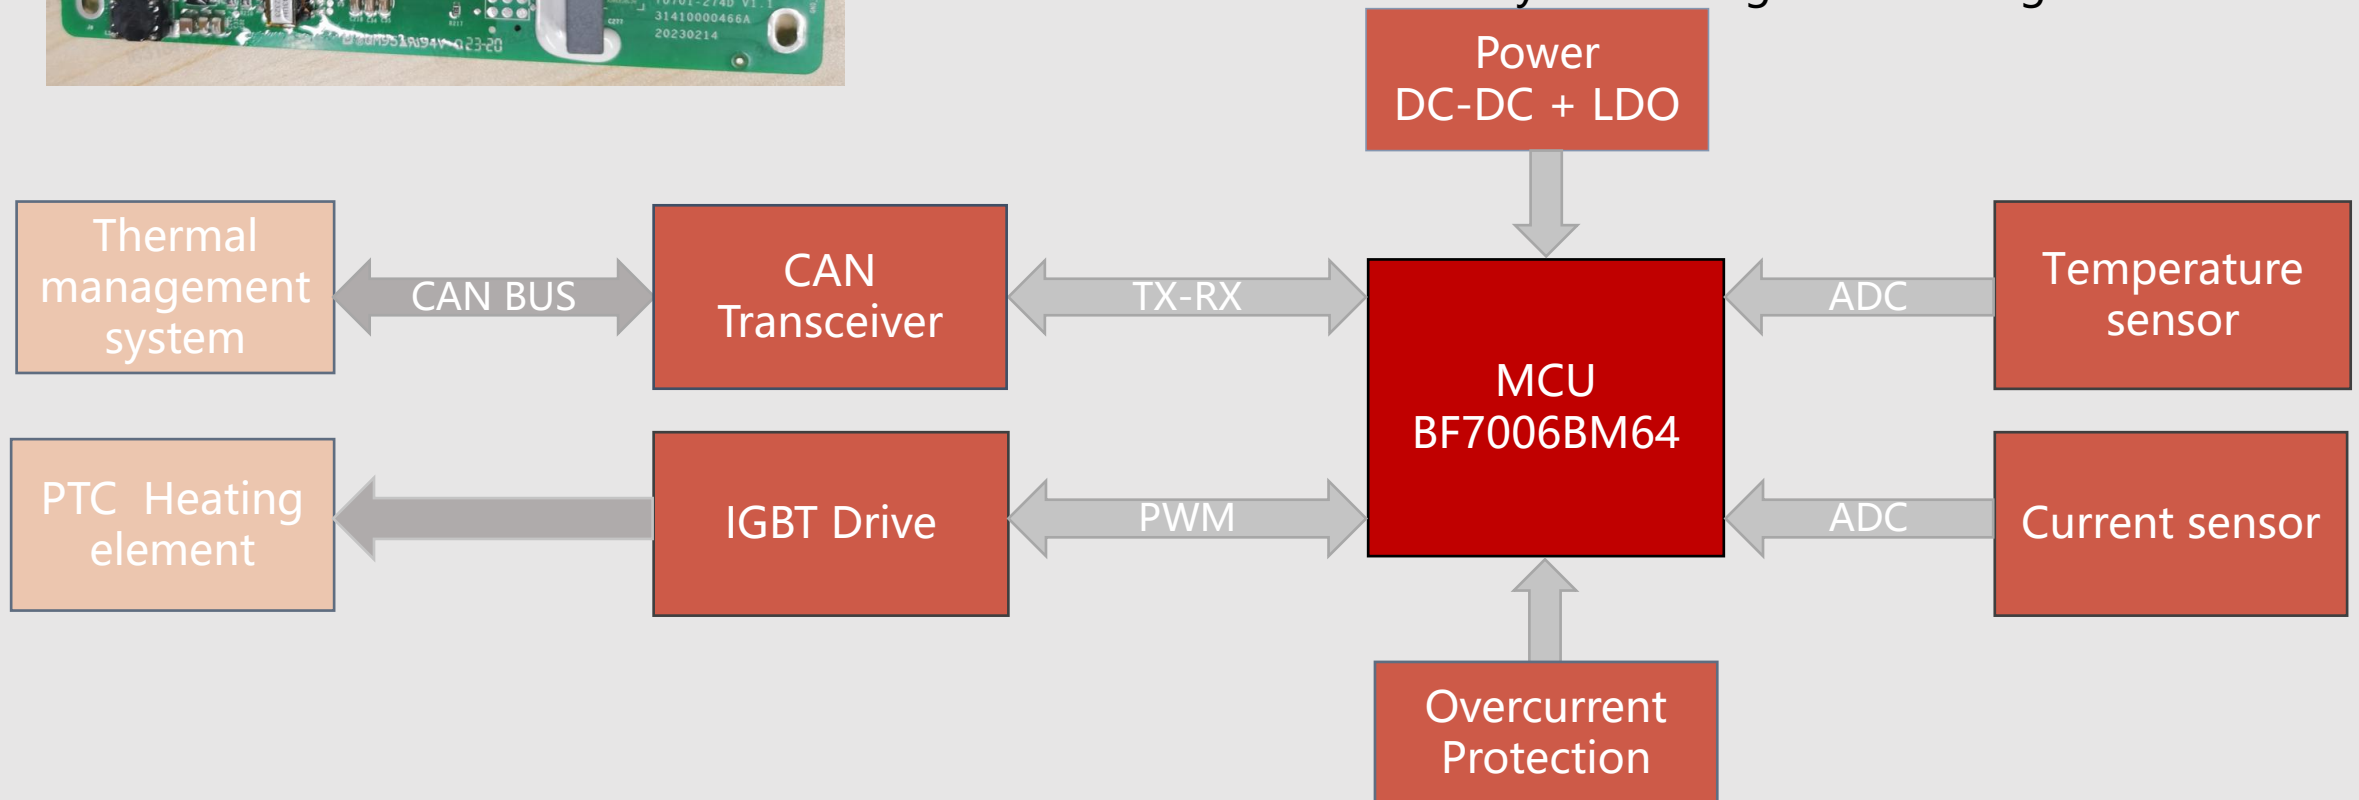 31410000466A
20230214
Power
DC-DC + LDO
Thermal
management
system
CAN BUS
CAN
Transceiver
TX-RX
MCU
BF7006BM64
ADC
Temperature
sensor
PTC Heating
element
IGBT Drive
PWM
ADC
Current sensor
Overcurrent
Protection